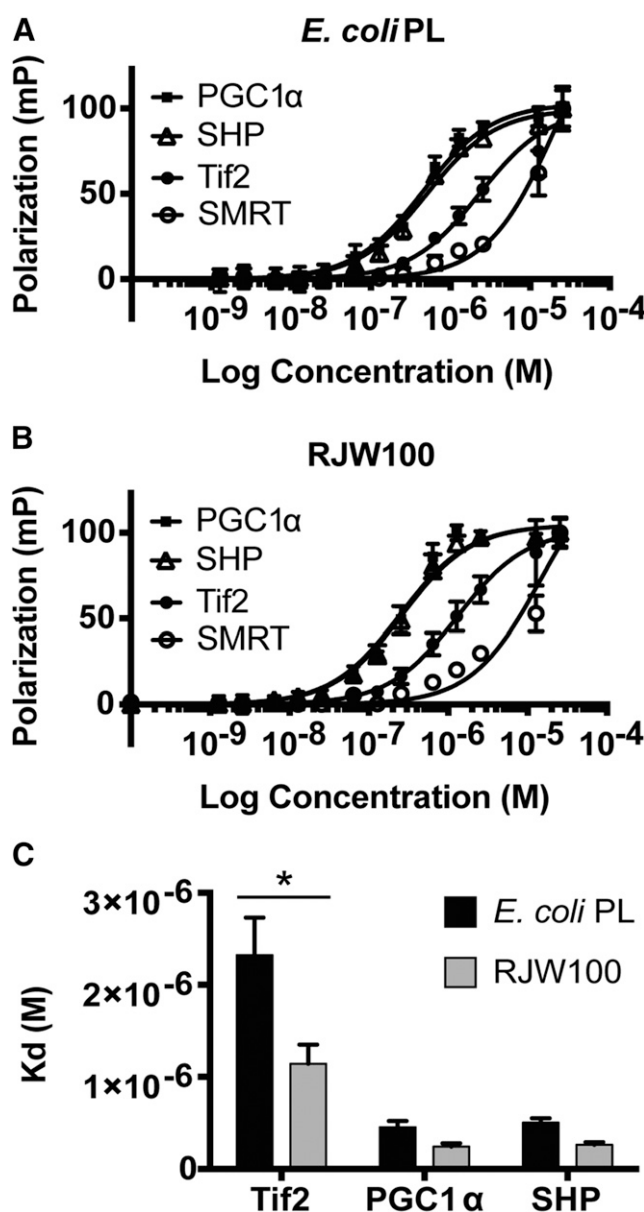 A
E. coli PL
Polarization (mP)
100
50
0
PGC1α
SHP
Tif2
SMRT
10⁻⁹ 10⁻⁸ 10⁻⁷ 10⁻⁶ 10⁻⁵ 10⁻⁴
Log Concentration (M)
B
RJW100
Polarization (mP)
100
50
0
PGC1α
SHP
Tif2
SMRT
10⁻⁹ 10⁻⁸ 10⁻⁷ 10⁻⁶ 10⁻⁵ 10⁻⁴
Log Concentration (M)
C
Kd (M)
3×10⁻⁶
2×10⁻⁶
1×10⁻⁶
0
*
E. coli PL
RJW100
Tif2 PGC1α SHP